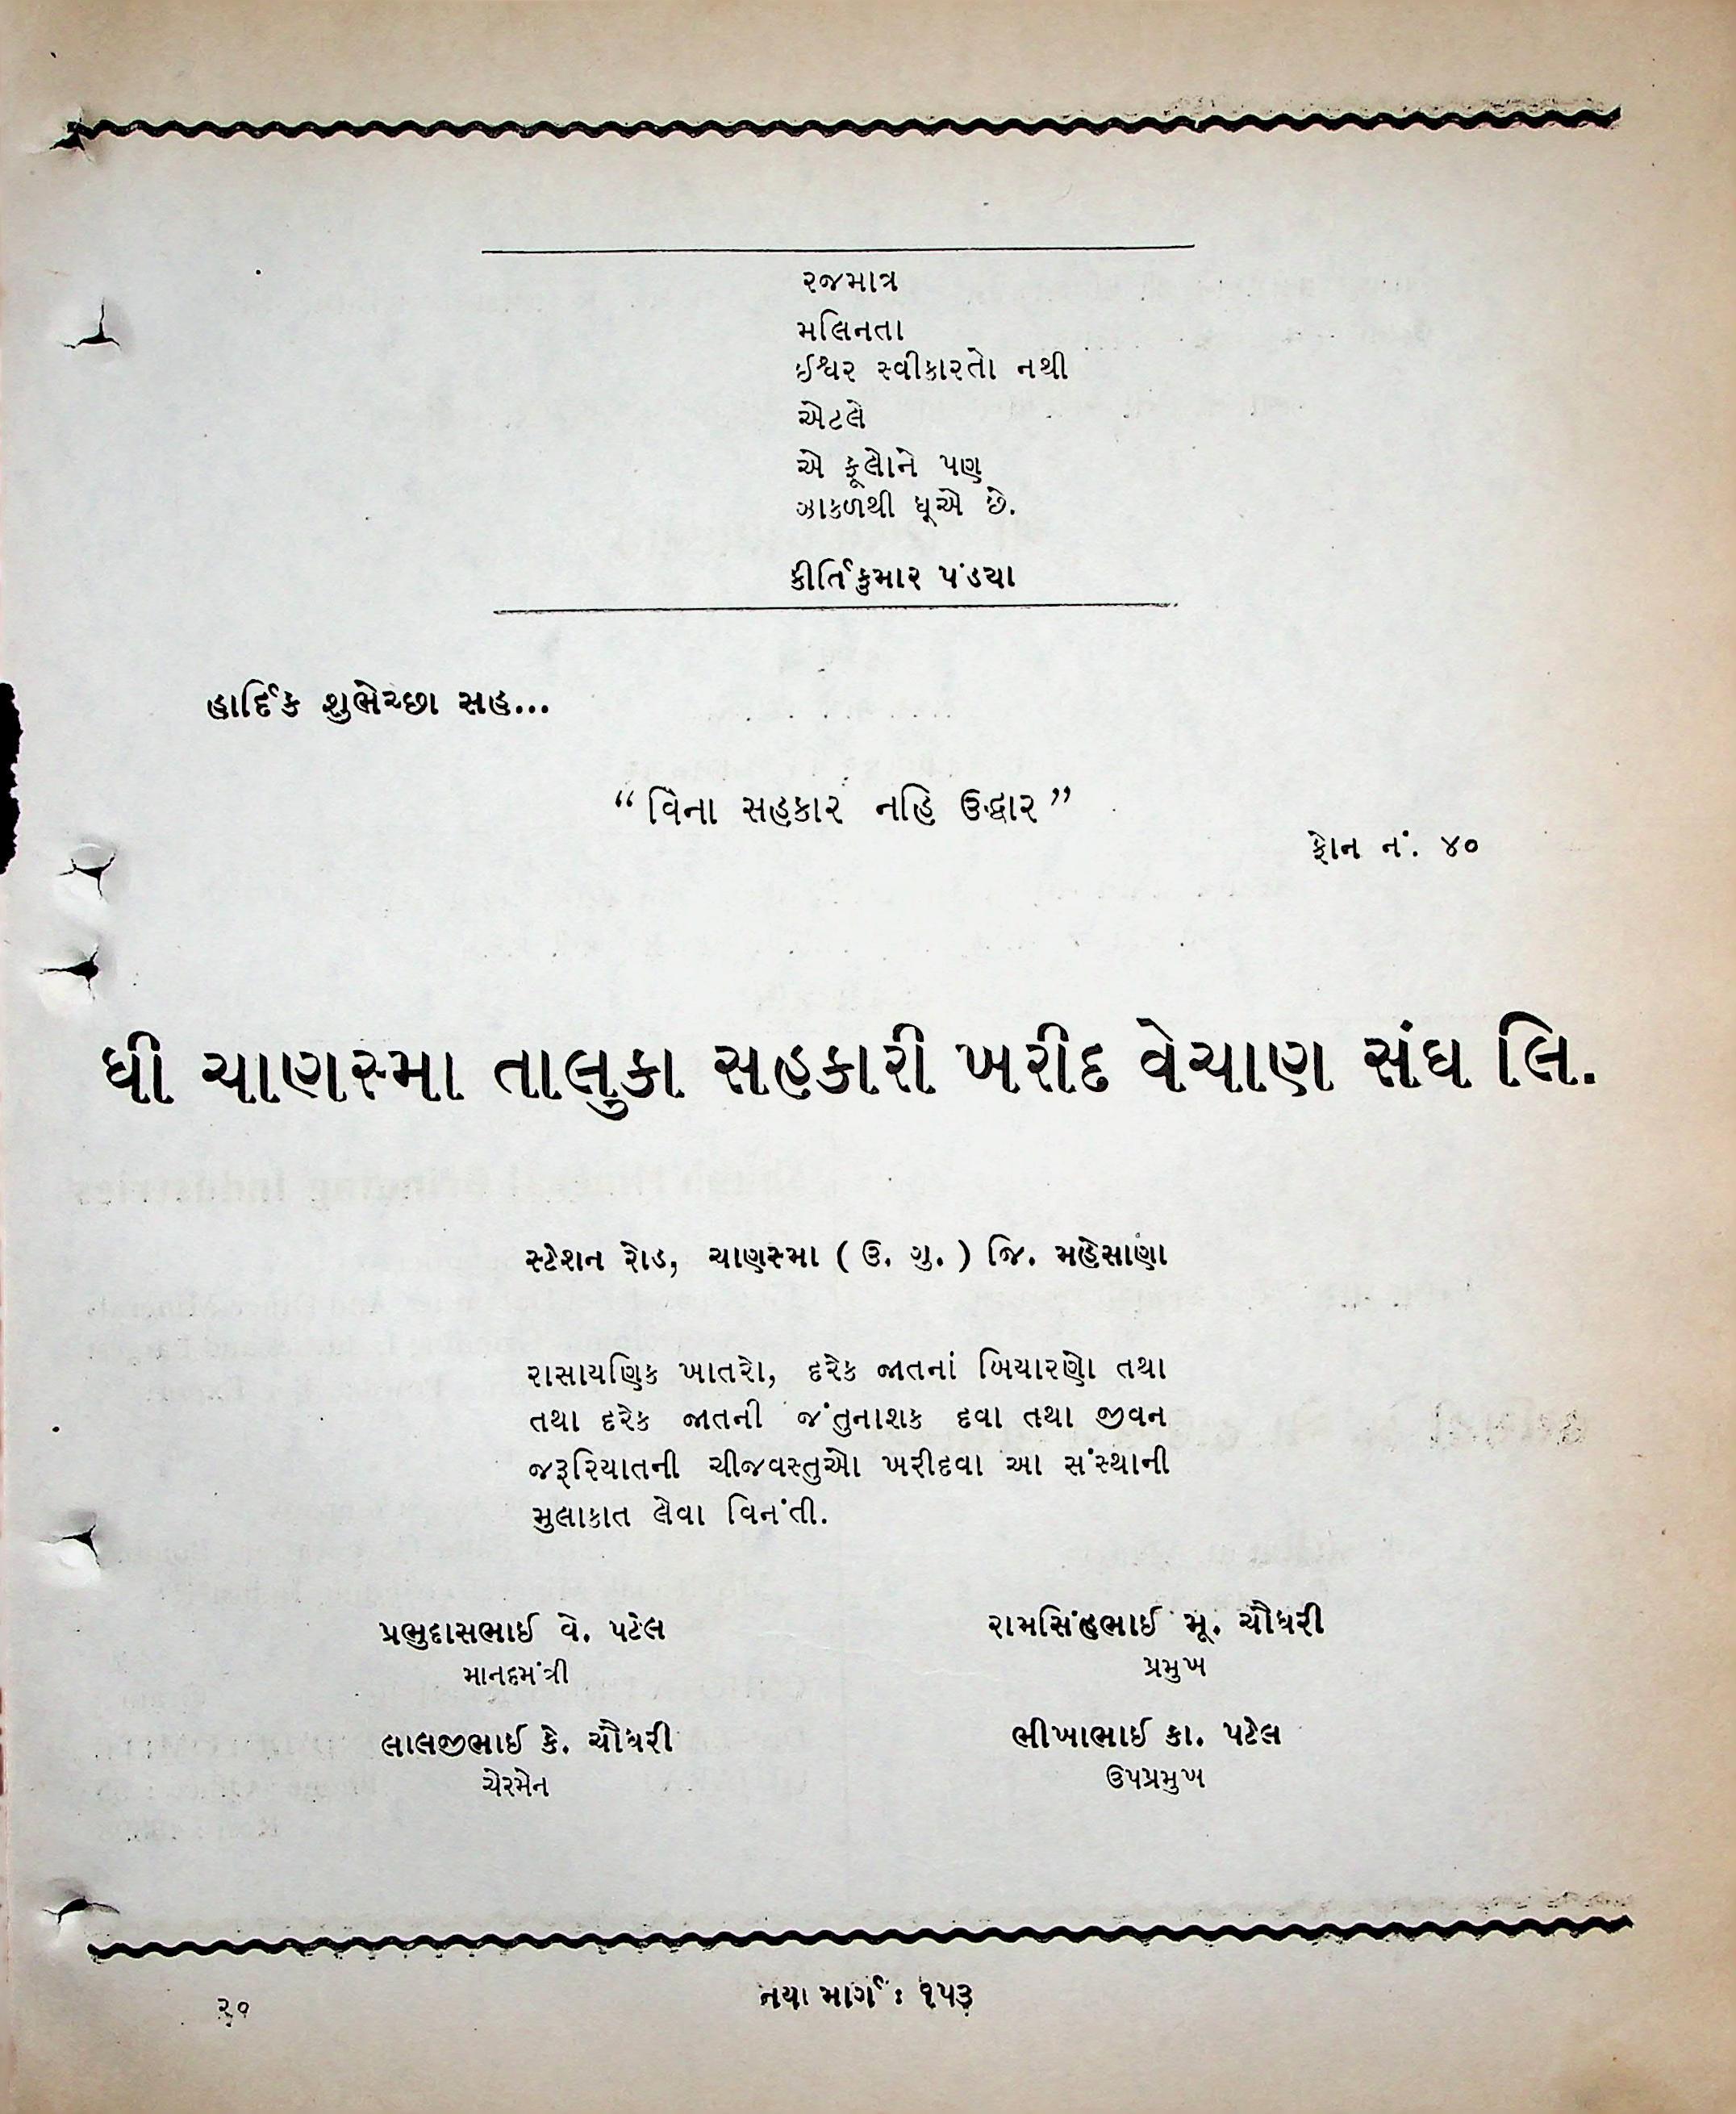 રજમાત્ર
મલિનતા
ઈશ્વર સ્વીકારતો નથી
એટલે
એ ફૂલોને પણ
ઝાકળથી ધૂએ છે.
કીર્તિકુમાર પંડયા
હાર્દિક શુભેચ્છા સહ...
“વિના સહકાર નહિ ઉદ્ધાર”
ફોન નં. ૪૦
ધી ચાણસ્મા તાલુકા સહકારી ખરીદ વેચાણ સંઘ લિ.
સ્ટેશન રોડ, ચાણસ્મા ( ઉ. ગુ. ) જિ. મહેસાણા
રાસાયણિક ખાતરો, દરેક જાતનાં બિયારણો તથા
તથા દરેક જાતની જંતુનાશક દવા તથા જીવન
જરૂરિયાતની ચીજવસ્તુઓ ખરીદવા આ સંસ્થાની
મુલાકાત લેવા વિનંતી.
પ્રભુદાસભાઈ વે. પટેલ
માનદમંત્રી
રામસિંહભાઈ મૂ. ચૌધરી
પ્રમુખ
લાલજીભાઈ કે. ચૌધરી
ચેરમેન
ભીખાભાઈ કા. પટેલ
ઉપપ્રમુખ
નયા માર્ગ : ૧૫૩